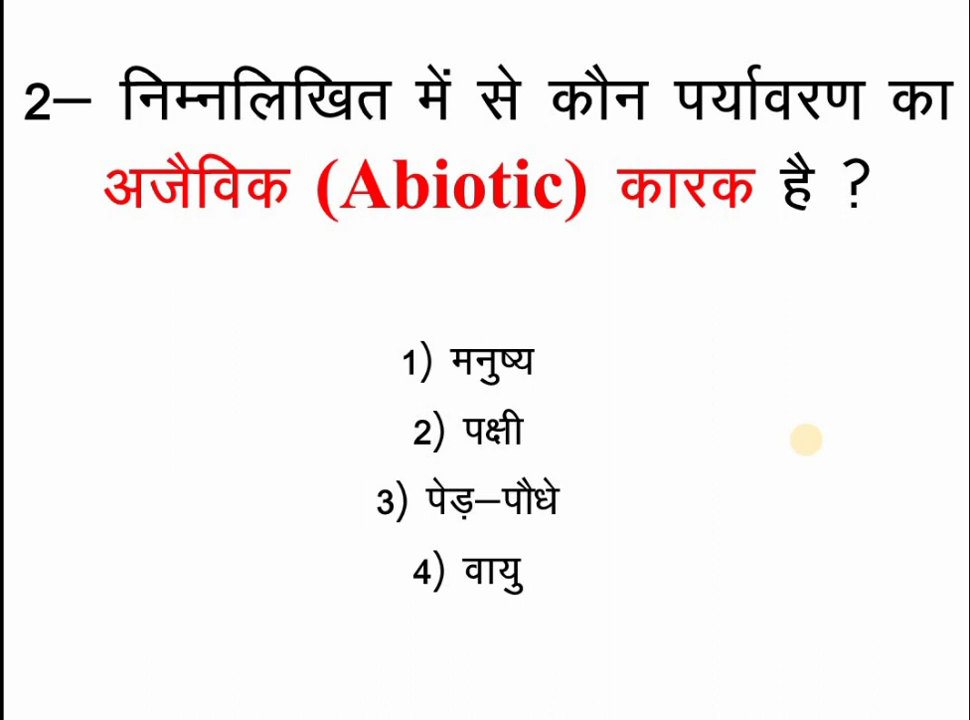 2– निम्नलिखित में से कौन पर्यावरण का
अजैविक (Abiotic) कारक है ?
1) मनुष्य
2) पक्षी
3) पेड़–पौधे
4) वायु